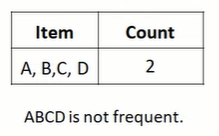 Item Count
A, B,C, D 2
ABCD is not frequent.